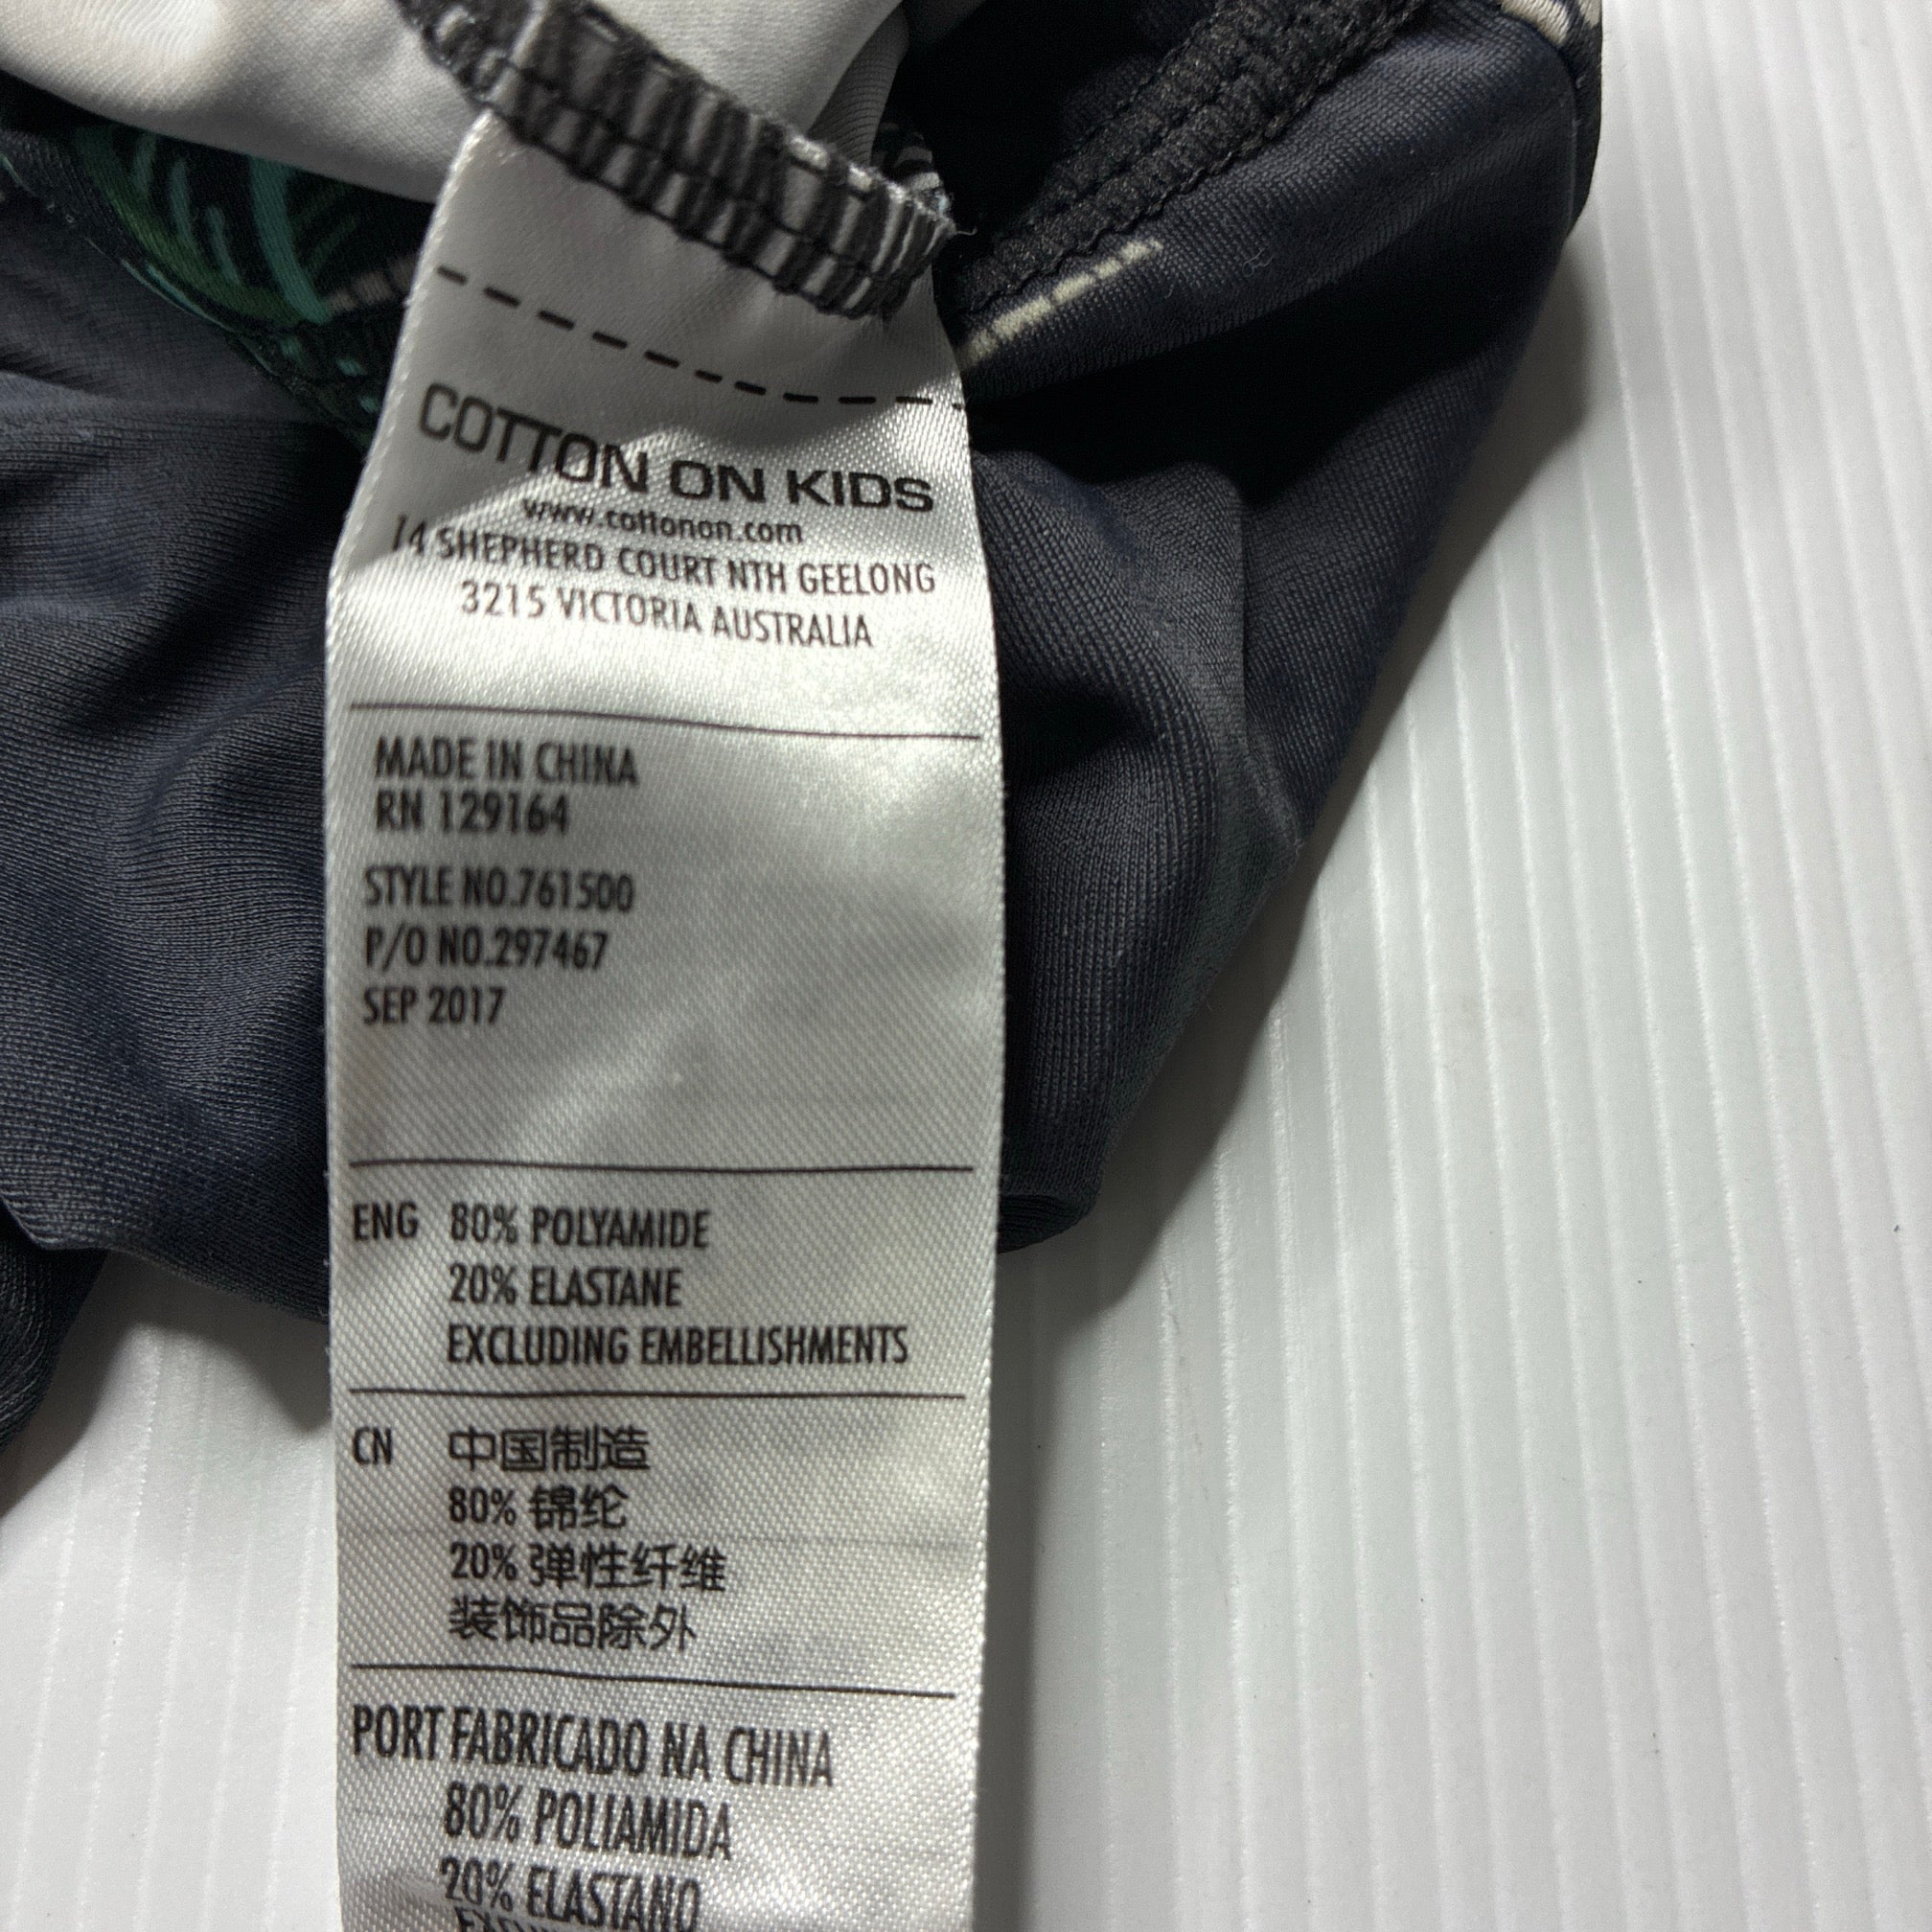 COTTON ON KIDS
www.cottonon.com
14 SHEPHERD COURT NTH GEELONG
3215 VICTORIA AUSTRALIA
MADE IN CHINA
RN 129164
STYLE NO.761500
P/O NO.297467
SEP 2017
ENG 80% POLYAMIDE
20% ELASTANE
EXCLUDING EMBELLISHMENTS
CN 中国制造
80% 锦纶
20% 弹性纤维
装饰品除外
PORT FABRICADO NA CHINA
80% POLIAMIDA
20% ELASTANO